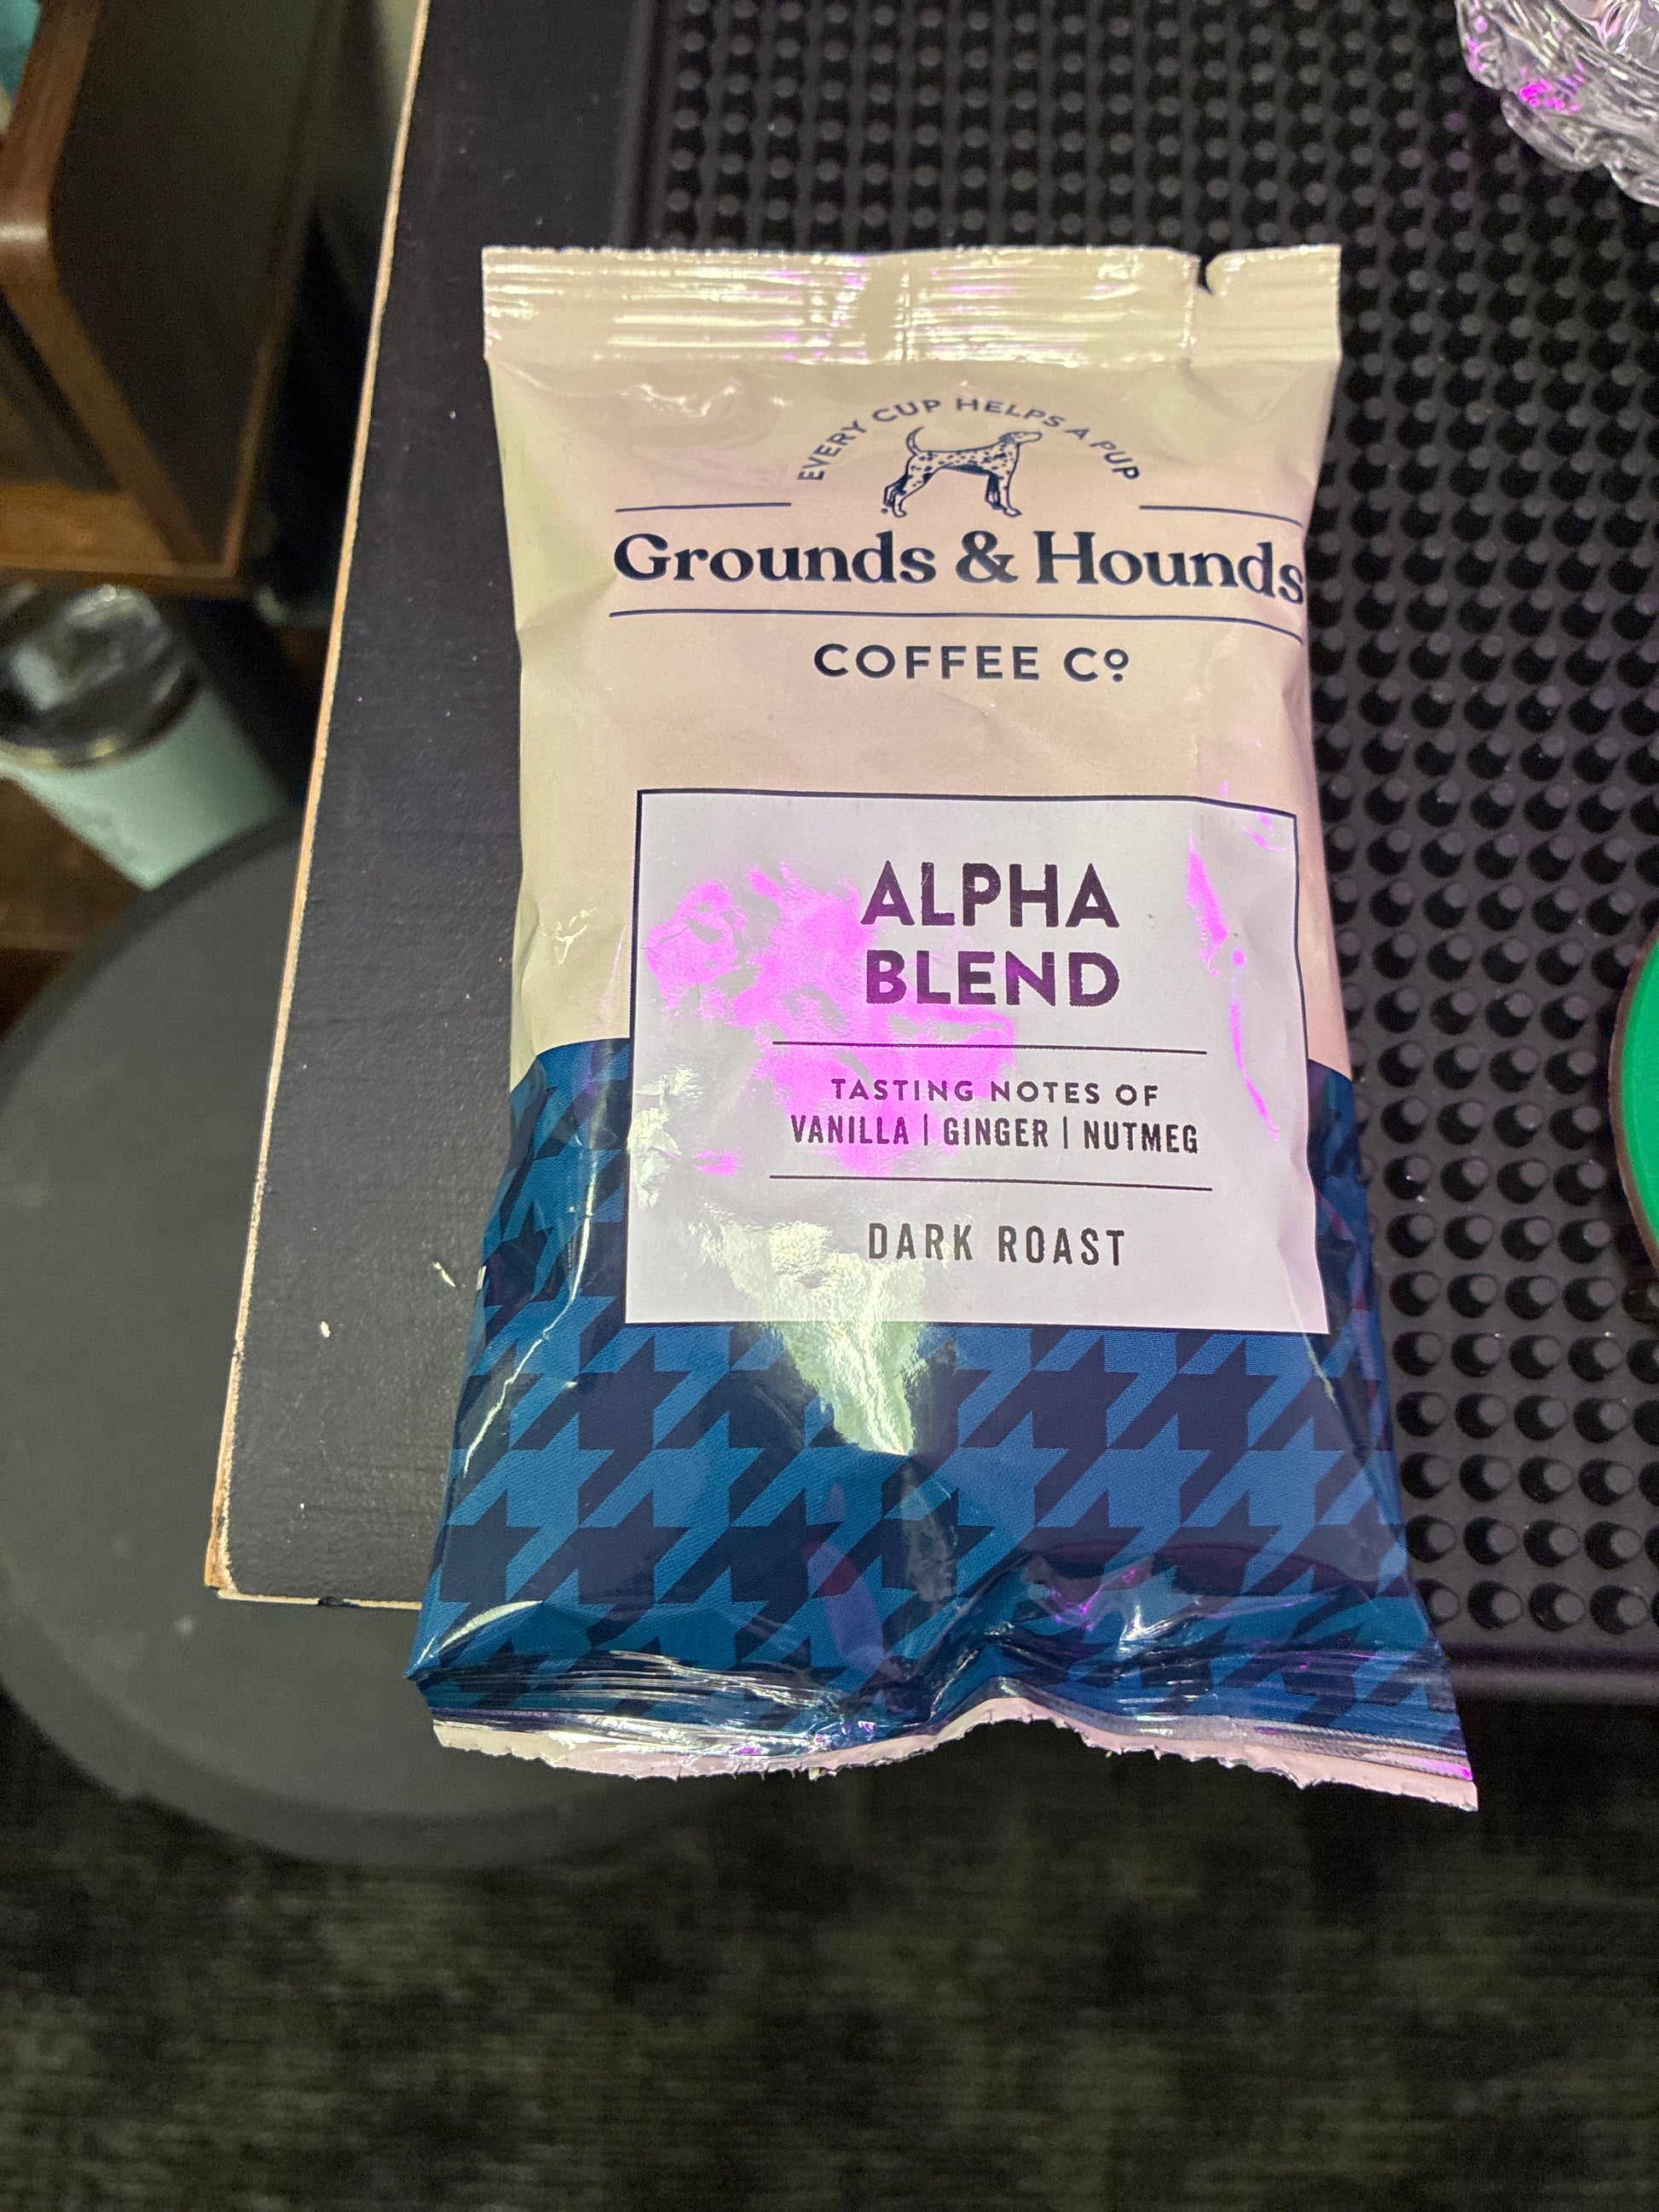 EVERY CUP HELPS A PUP
Grounds & Hounds
COFFEE Cº
ALPHA
BLEND
TASTING NOTES OF
VANILLA | GINGER | NUTMEG
DARK ROAST